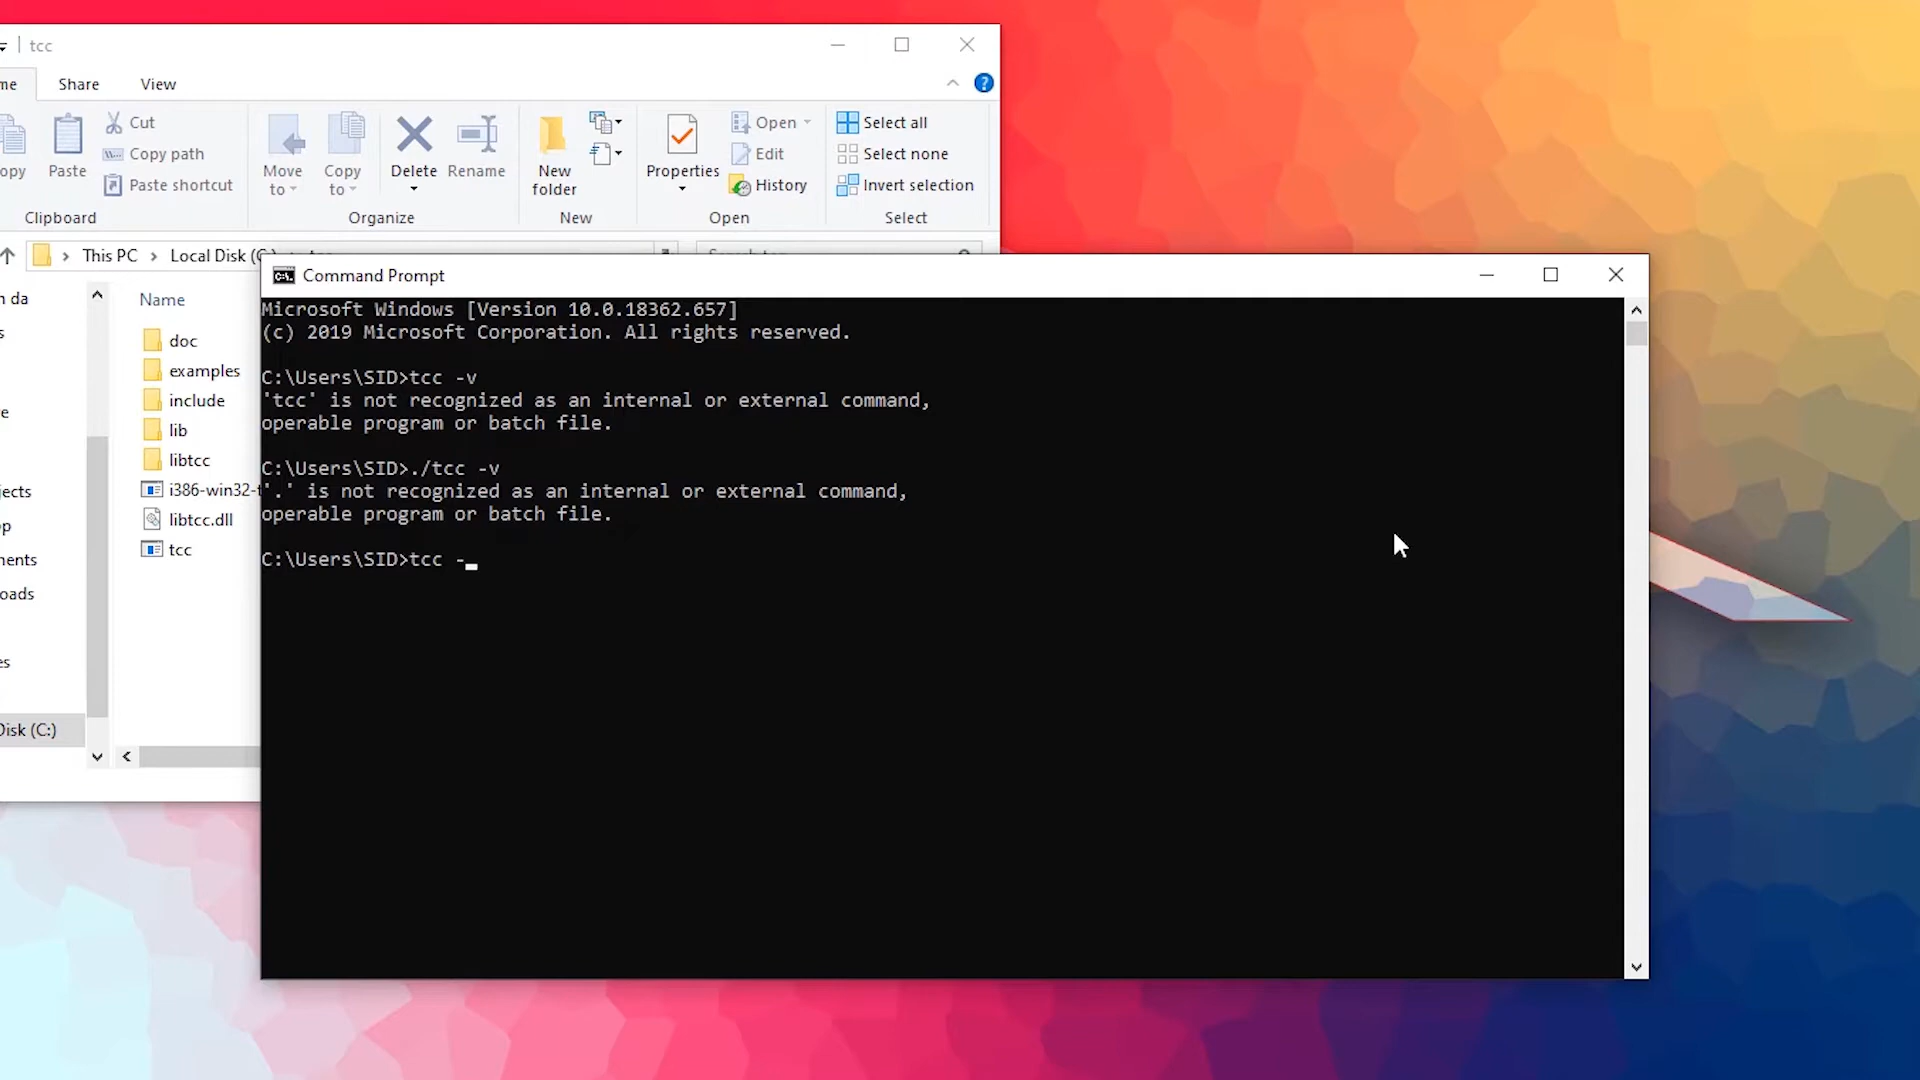 tcc
me
Share
View
Cut
Copy path
Paste shortcut
opy
Paste
Clipboard
Move to
Copy to
Delete
Rename
Organize
New folder
New
Properties
Open
Edit
History
Open
Select all
Select none
Invert selection
Select
This PC
Local Disk (C
n da
s
e
jects
p
ments
oads
es
Disk (C:)
Name
doc
examples
include
lib
libtcc
i386-win32-t
libtcc.dll
tcc
Command Prompt
Microsoft Windows [Version 10.0.18362.657]
(c) 2019 Microsoft Corporation. All rights reserved.
C:\Users\SID>tcc -v
'tcc' is not recognized as an internal or external command,
operable program or batch file.
C:\Users\SID>./tcc -v
'.' is not recognized as an internal or external command,
operable program or batch file.
C:\Users\SID>tcc -